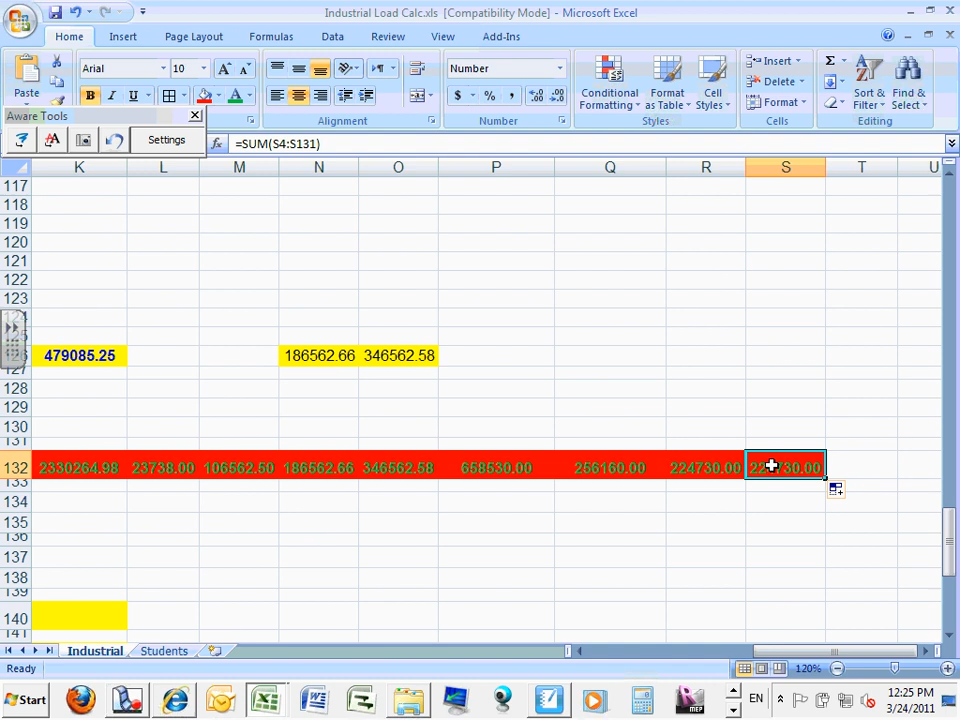 Industrial Load Calc.xls [Compatibility Mode] - Microsoft Excel
Home Insert Page Layout Formulas Data Review View Add-Ins
Arial 10 Number Insert Σ
Paste B I U A $ % , Conditional Formatting Format as Table Cell Styles Delete Format Sort & Filter Find & Select
Aware Tools Alignment Number Styles Cells Editing
Settings fx =SUM(S4:S131)
K L M N O P Q R S T U
117
118
119
120
121
122
123
124
125
479085.25 186562.66 346562.58
127
128
129
130
131
132 2330264.98 23738.00 106562.50 186562.66 346562.58 658530.00 256160.00 224730.00
133
134
135
136
137
138
139
140
141
Industrial Students
Ready 120%
Start MEP EN 12:25 PM
3/24/2011